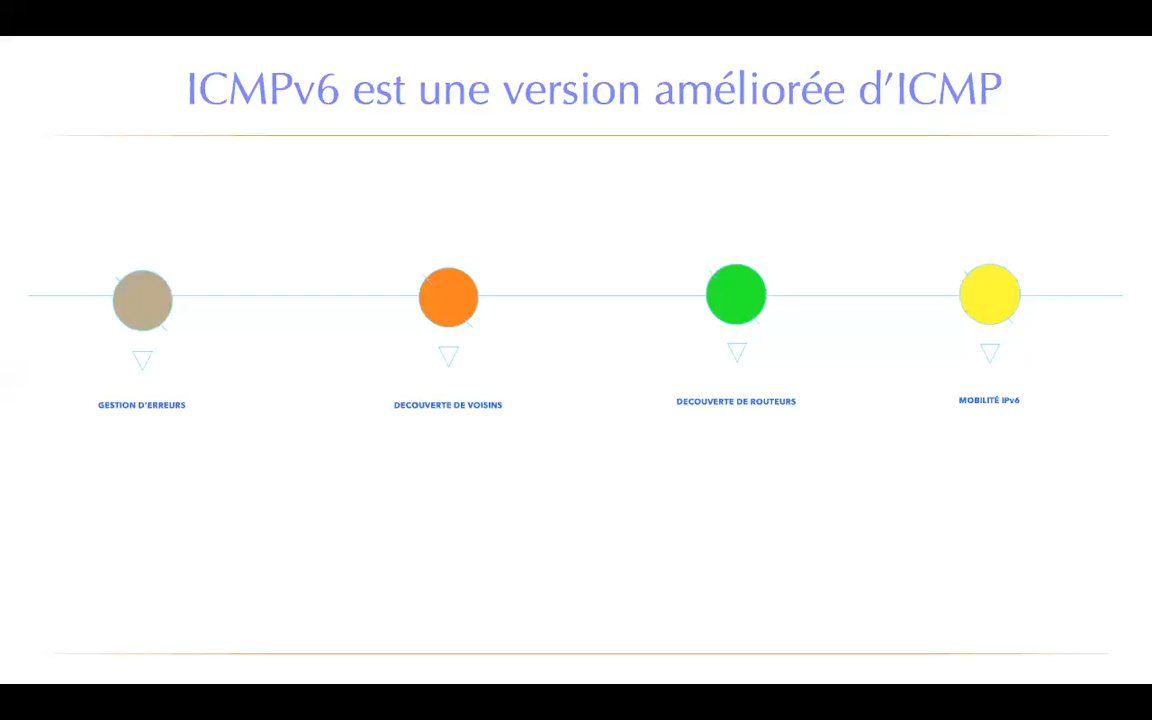 ICMPv6 est une version améliorée d’ICMP
GESTION D’ERREURS
DECOUVERTE DE VOISINS
DECOUVERTE DE ROUTEURS
MOBILITÉ IPv6